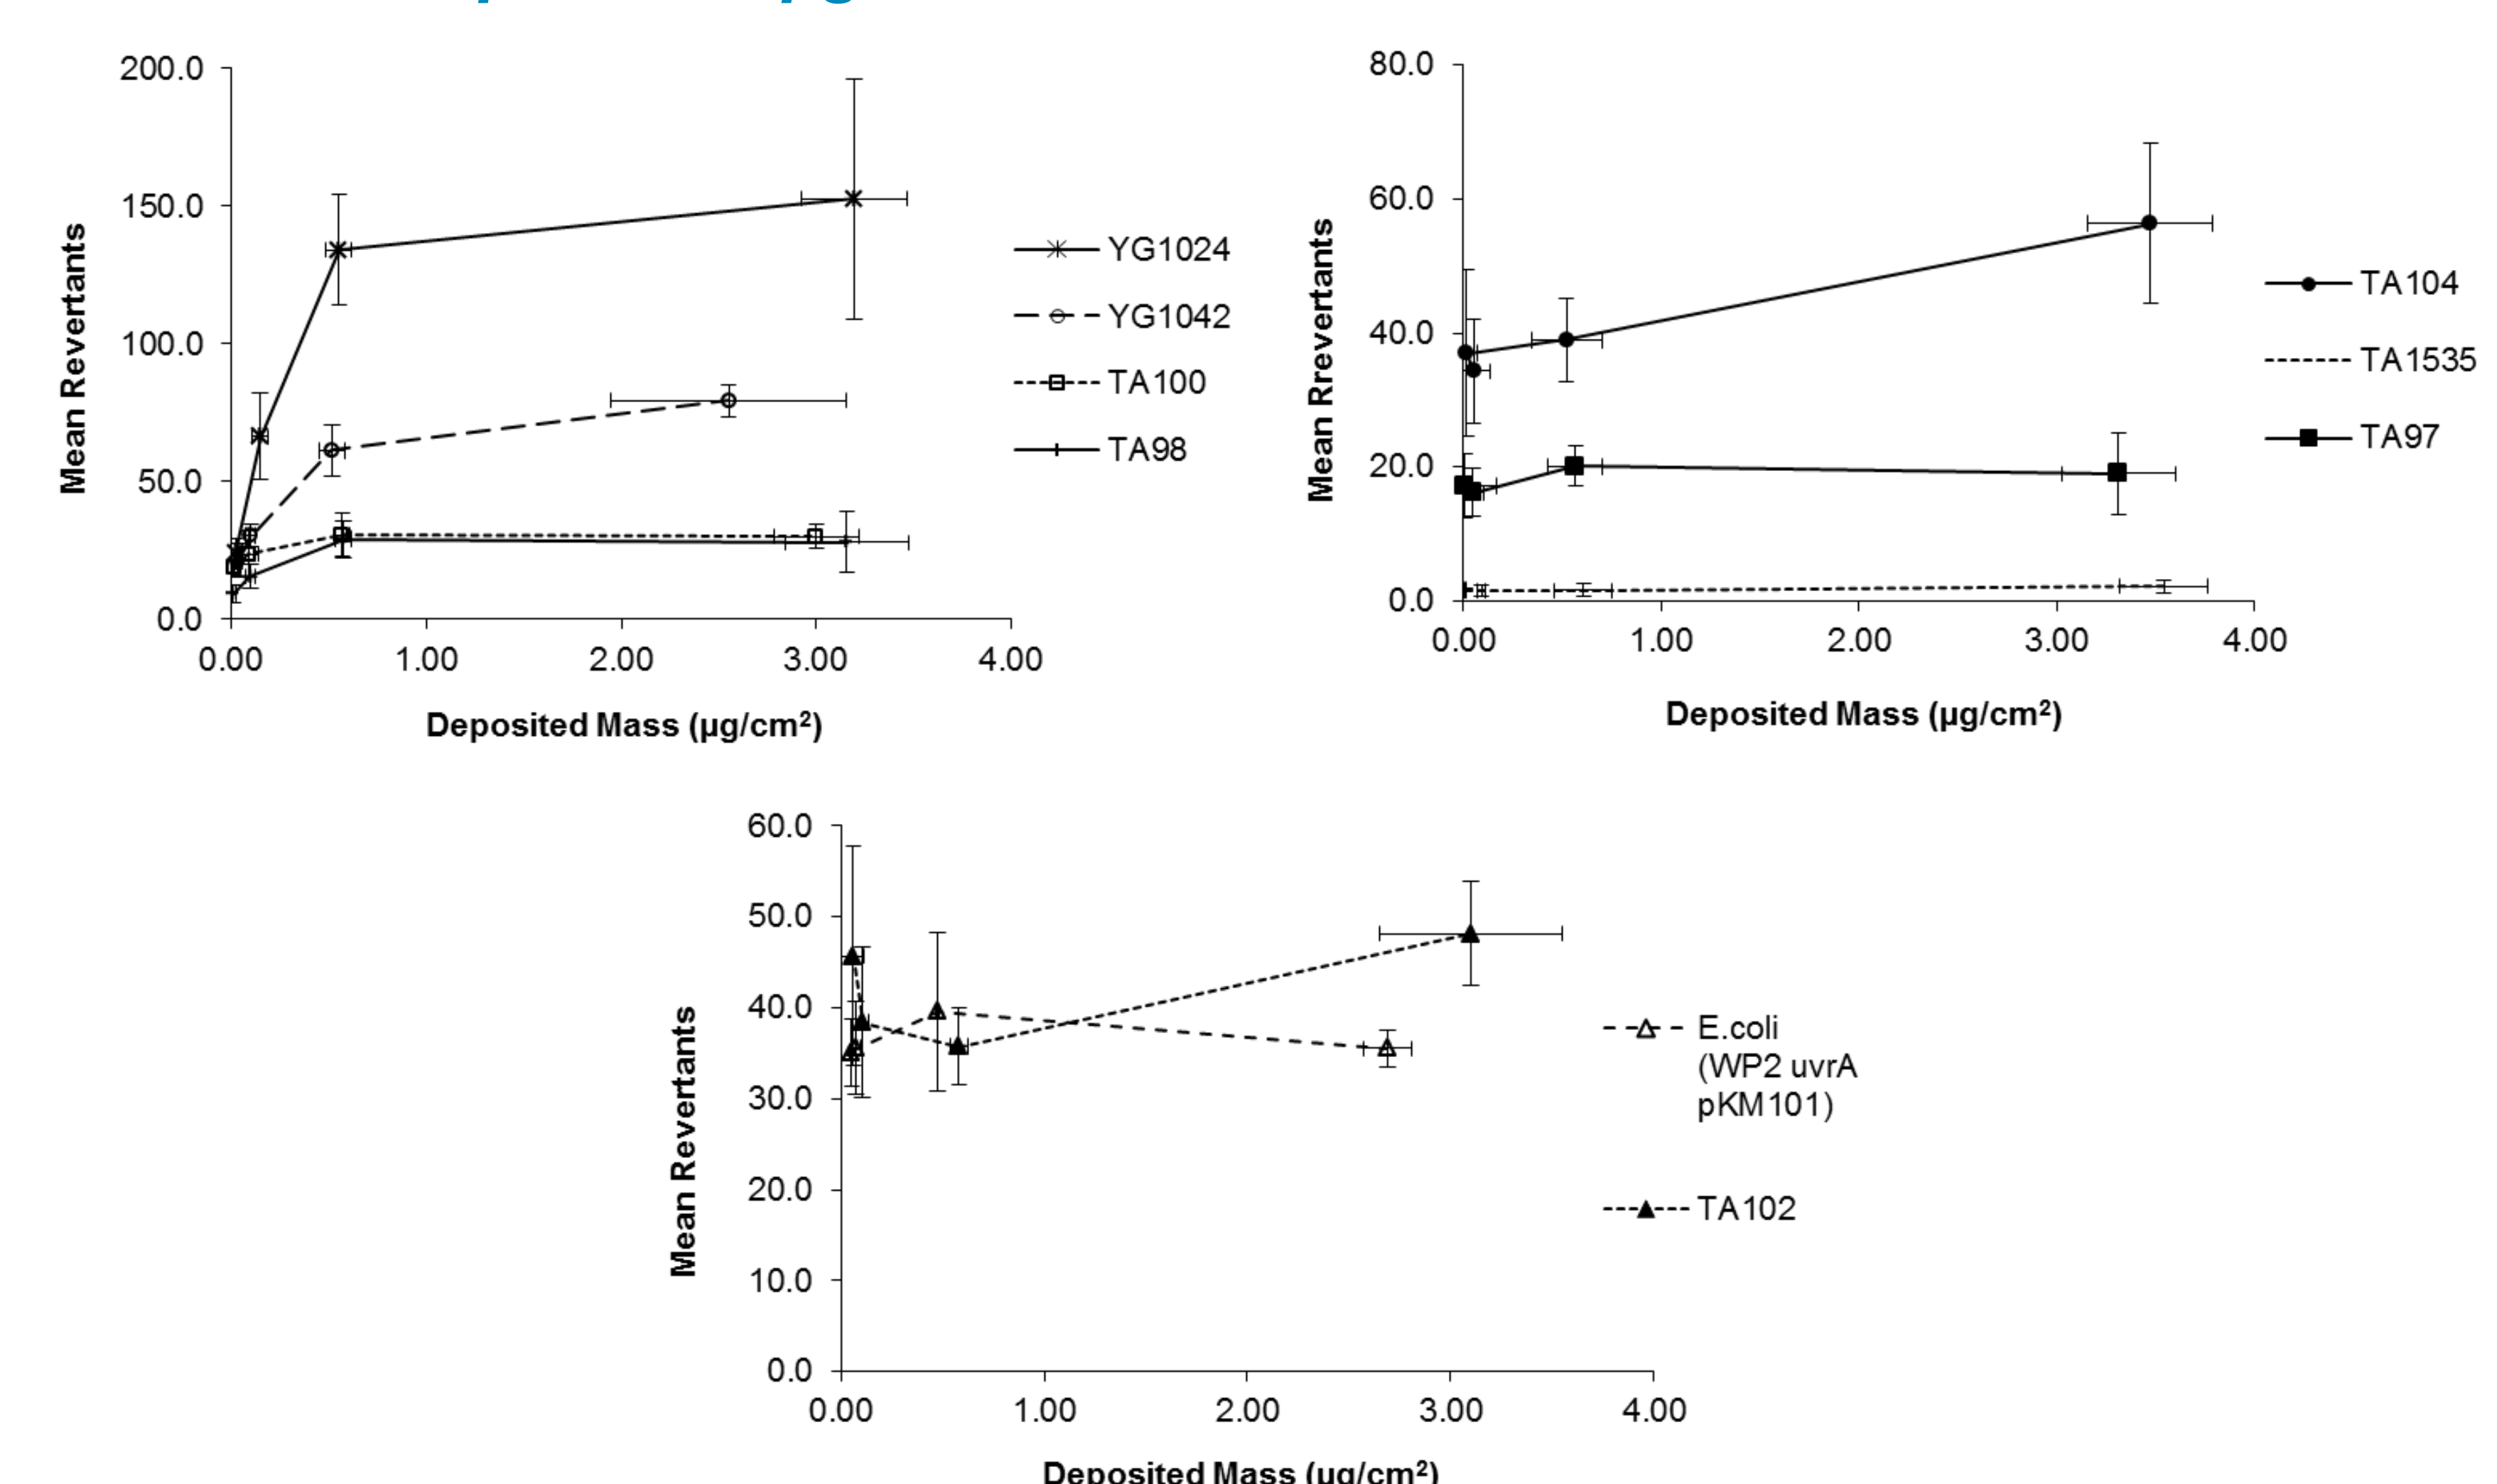 200.0
150.0
100.0
50.0
0.0
0.00 1.00 2.00 3.00 4.00
Mean Revertants
Deposited Mass (µg/cm²)
YG1024
YG1042
TA100
TA98
80.0
60.0
40.0
20.0
0.0
0.00 1.00 2.00 3.00 4.00
Mean Rrevertants
Deposited Mass (µg/cm²)
TA104
TA1535
TA97
60.0
50.0
40.0
30.0
20.0
10.0
0.0
0.00 1.00 2.00 3.00 4.00
Mean Revertants
Deposited Mass (µg/cm²)
E.coli
(WP2 uvrA
pKM101)
TA102